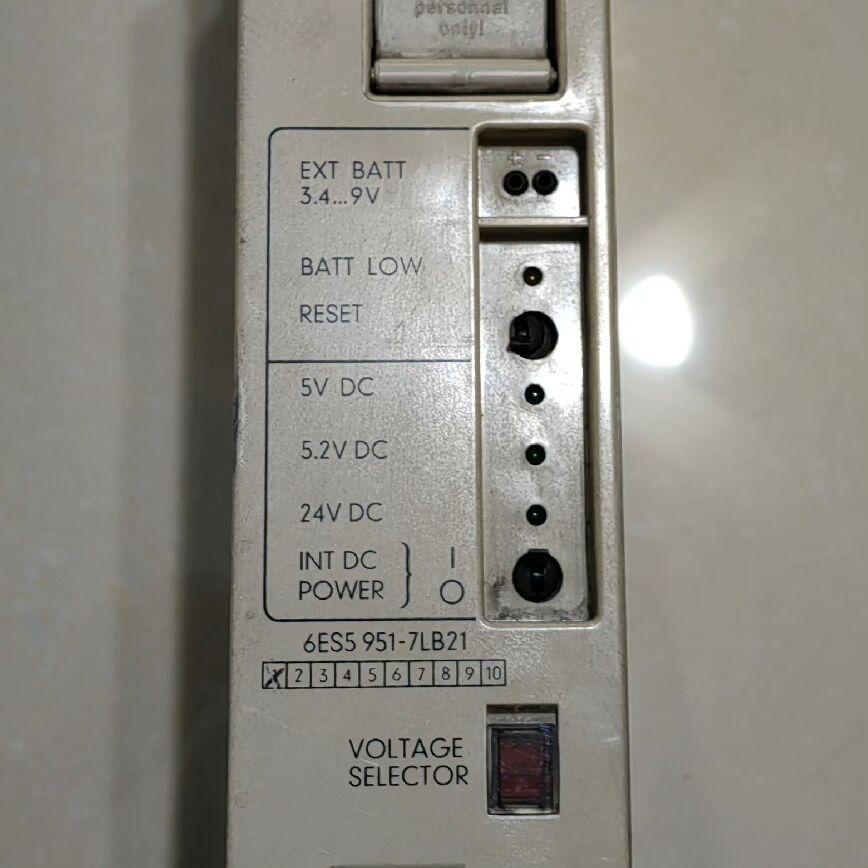 personnal
only!
+ -
EXT BATT
3.4...9V
BATT LOW
RESET
5V DC
5.2V DC
24V DC
INT DC
POWER
I
O
6ES5 951-7LB21
X 2 3 4 5 6 7 8 9 10
VOLTAGE
SELECTOR